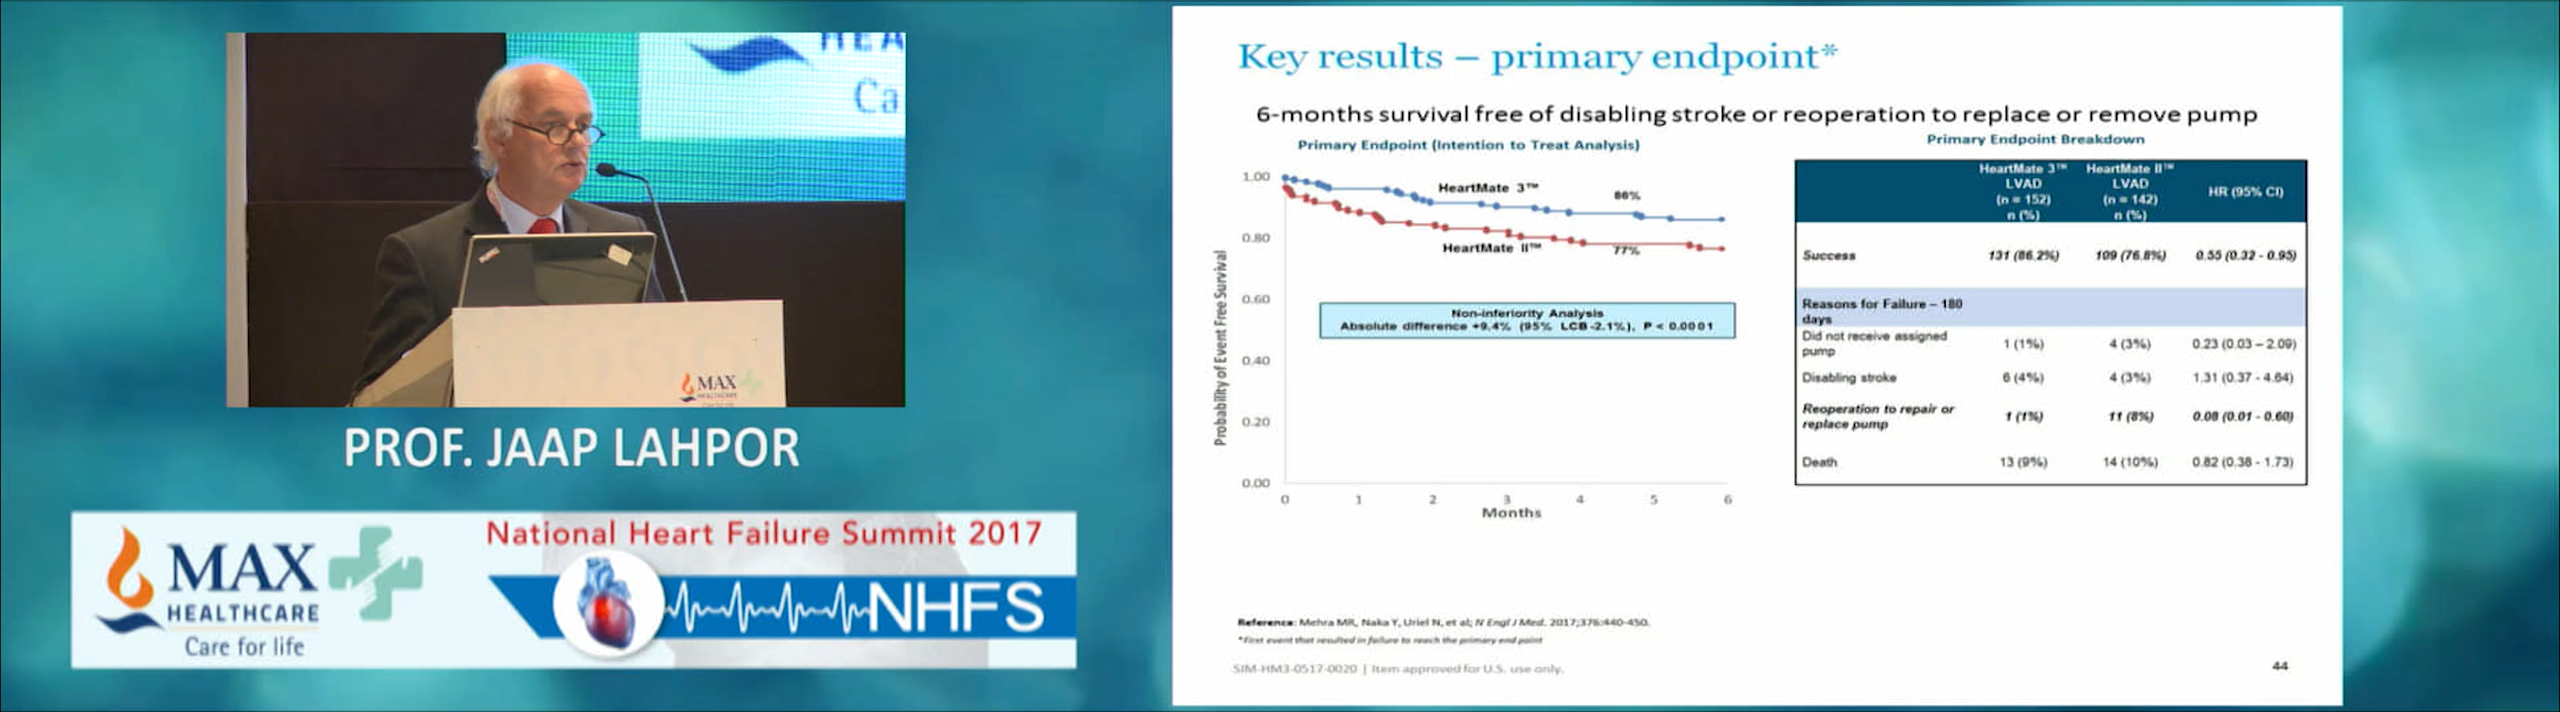 HEA
Ca
MAX
HEALTHCARE
PROF. JAAP LAHPOR
MAX
HEALTHCARE
Care for life
National Heart Failure Summit 2017
NHFS
Key results – primary endpoint*
6-months survival free of disabling stroke or reoperation to replace or remove pump
Primary Endpoint (Intention to Treat Analysis)
Probability of Event Free Survival
1.00
0.80
0.60
0.40
0.20
0.00
HeartMate 3™
86%
HeartMate II™
77%
Non-inferiority Analysis
Absolute difference +9.4% (95% LCB -2.1%), P < 0.0001
0 1 2 3 4 5 6
Months
Primary Endpoint Breakdown
HeartMate 3™ LVAD (n = 152) n (%) HeartMate II™ LVAD (n = 142) n (%) HR (95% CI)
Success 131 (86.2%) 109 (76.8%) 0.55 (0.32 - 0.95)
Reasons for Failure – 180
days
Did not receive assigned pump 1 (1%) 4 (3%) 0.23 (0.03 – 2.09)
Disabling stroke 6 (4%) 4 (3%) 1.31 (0.37 - 4.64)
Reoperation to repair or replace pump 1 (1%) 11 (8%) 0.08 (0.01 - 0.60)
Death 13 (9%) 14 (10%) 0.82 (0.38 - 1.73)
Reference: Mehra MR, Naka Y, Uriel N, et al; N Engl J Med. 2017;376:440-450.
*First event that resulted in failure to reach the primary end point
SJM-HM3-0517-0020 | Item approved for U.S. use only.
44